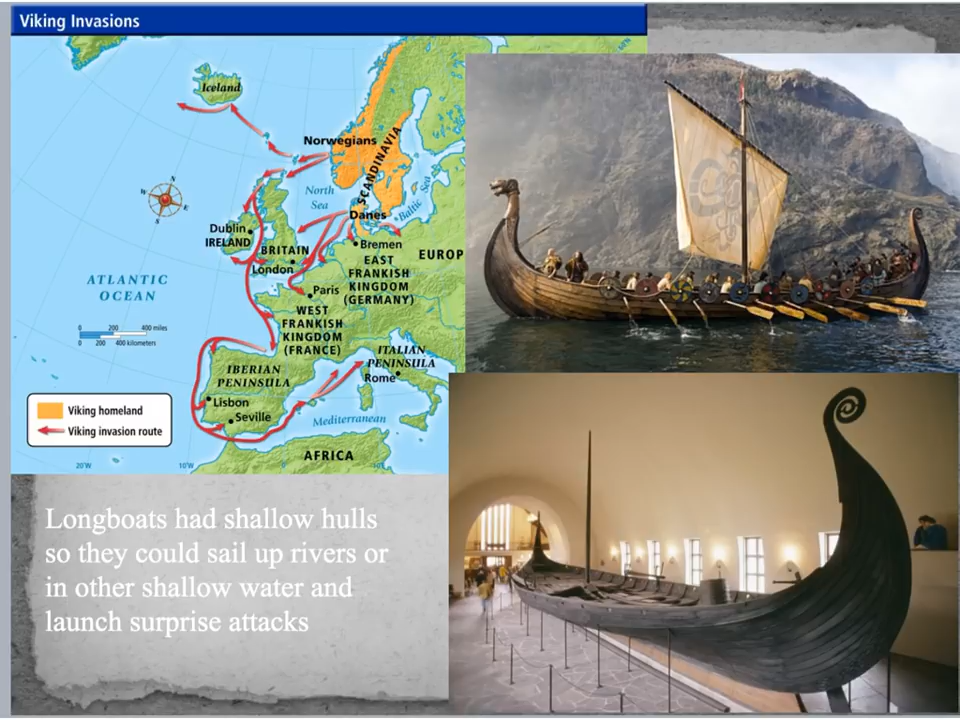 Viking Invasions
60°N
Iceland
Norwegians
SCANDINAVIA
North
Sea
Baltic Sea
Danes
Dublin
IRELAND
BRITAIN
London
Bremen
EUROP
EAST
FRANKISH
KINGDOM
(GERMANY)
ATLANTIC
OCEAN
Paris
WEST
FRANKISH
KINGDOM
(FRANCE)
N
W
E
S
0 200 400 miles
0 200 400 kilometers
ITALIAN
PENINSULA
Rome
IBERIAN
PENINSULA
Lisbon
Seville
Mediterranean
Viking homeland
Viking invasion route
AFRICA
20°W
10°W
0°
Longboats had shallow hulls
so they could sail up rivers or
in other shallow water and
launch surprise attacks